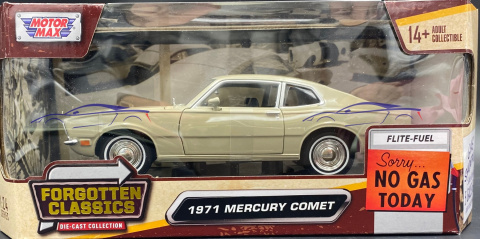 MOTOR
MAX
14+ ADULT
COLLECTIBLE
FLITE-FUEL
Sorry...
NO GAS
TODAY
FORGOTTEN
CLASSICS
DIE-CAST COLLECTION
1971 MERCURY COMET